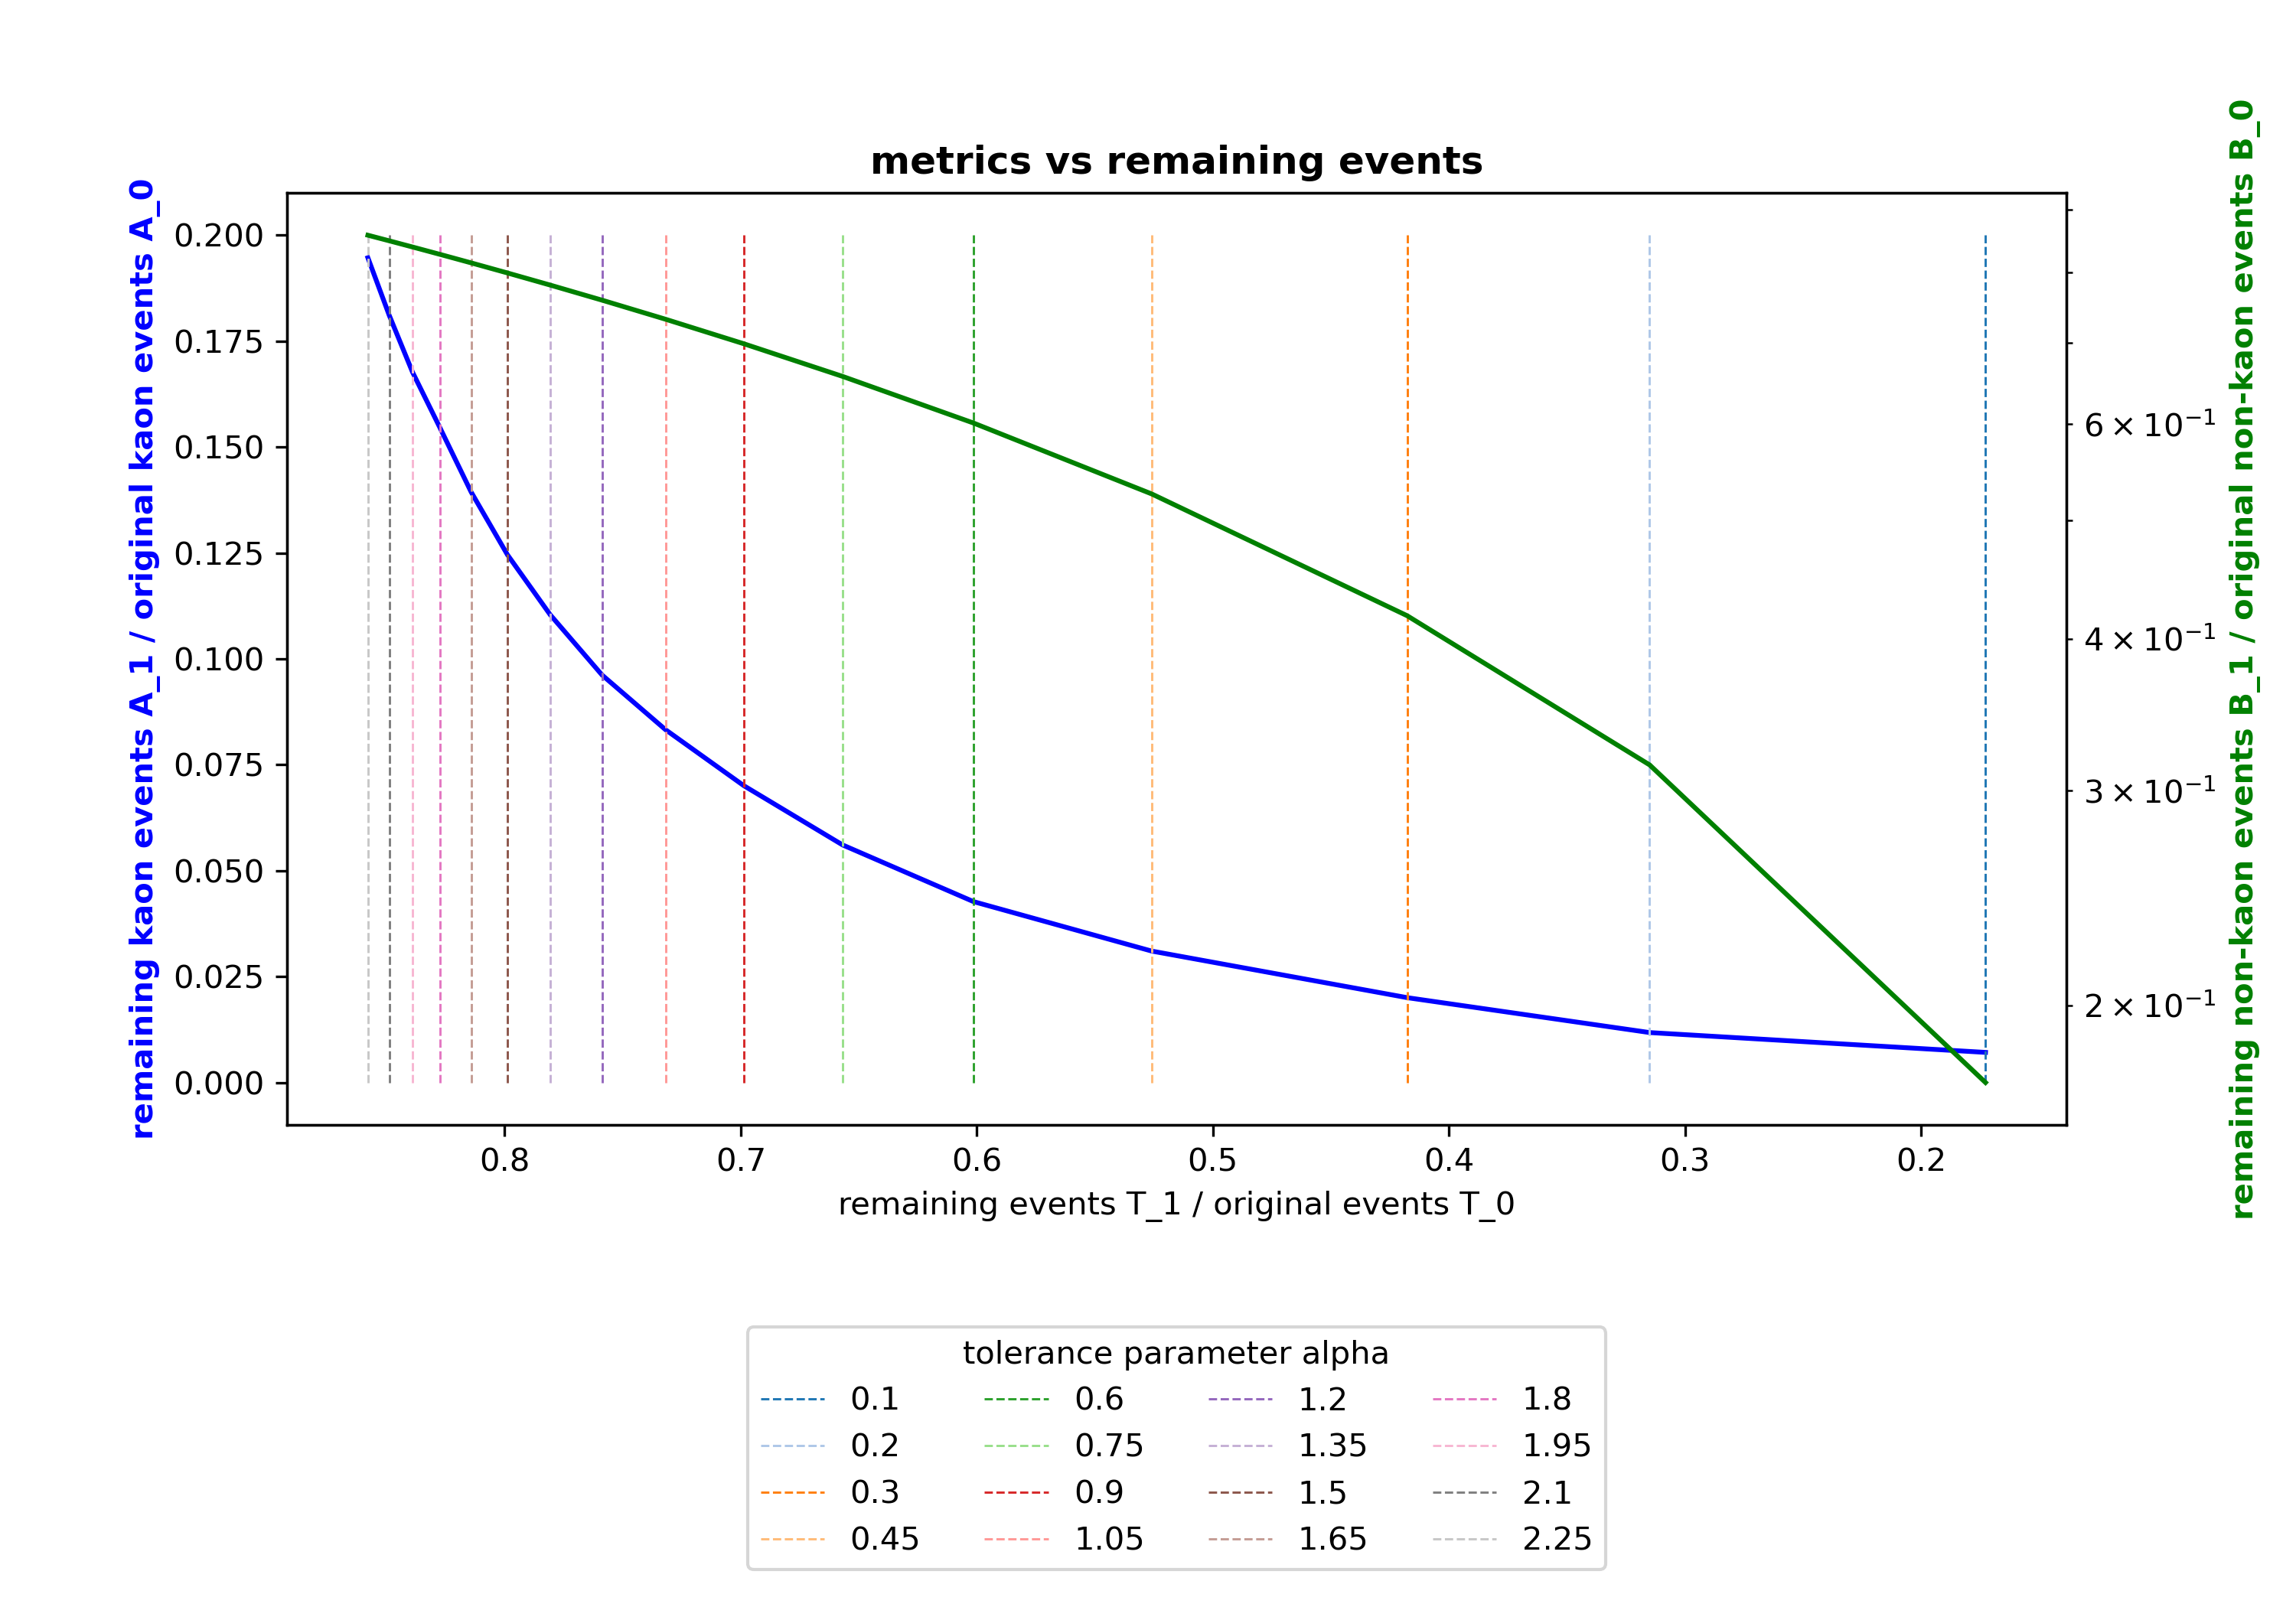 metrics vs remaining events
remaining kaon events A_1 / original kaon events A_0
0.200
0.175
0.150
0.125
0.100
0.075
0.050
0.025
0.000
6 × 10⁻¹
4 × 10⁻¹
3 × 10⁻¹
2 × 10⁻¹
remaining non-kaon events B_1 / original non-kaon events B_0
0.8 0.7 0.6 0.5 0.4 0.3 0.2
remaining events T_1 / original events T_0
tolerance parameter alpha
0.1 0.6 1.2 1.8
0.2 0.75 1.35 1.95
0.3 0.9 1.5 2.1
0.45 1.05 1.65 2.25